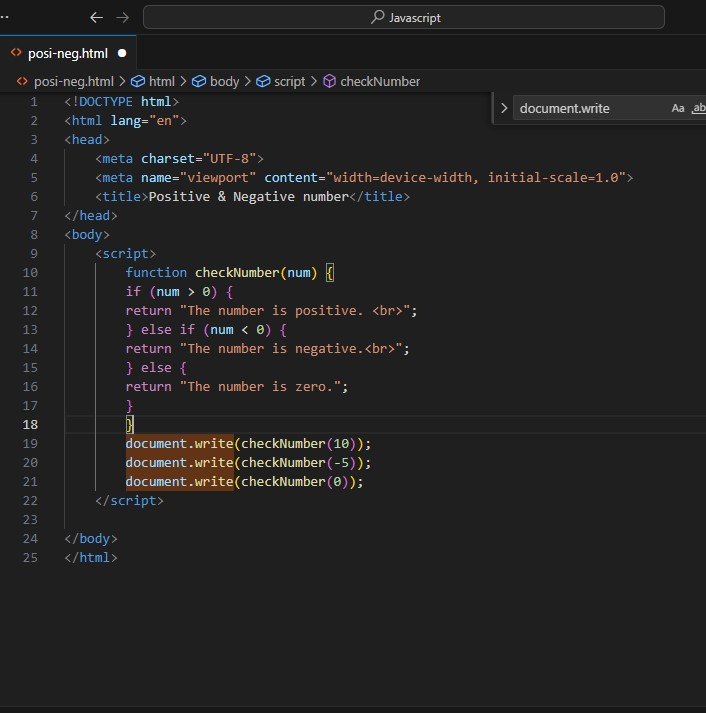 Javascript
posi-neg.html
posi-neg.html > html > body > script > checkNumber
document.write Aa ab
1 <!DOCTYPE html>
2 <html lang="en">
3 <head>
4 <meta charset="UTF-8">
5 <meta name="viewport" content="width=device-width, initial-scale=1.0">
6 <title>Positive & Negative number</title>
7 </head>
8 <body>
9 <script>
10 function checkNumber(num) {
11 if (num > 0) {
12 return "The number is positive. <br>";
13 } else if (num < 0) {
14 return "The number is negative.<br>";
15 } else {
16 return "The number is zero.";
17 }
18 }
19 document.write(checkNumber(10));
20 document.write(checkNumber(-5));
21 document.write(checkNumber(0));
22 </script>
23
24 </body>
25 </html>